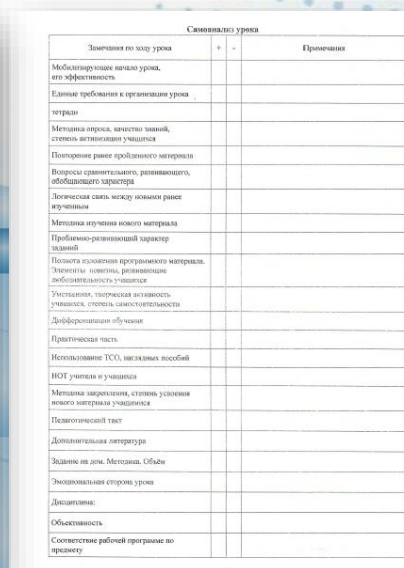 Самоанализ урока
Замечания по ходу урока + - Примечания
Мобилизирующее начало урока,
его эффективность
Единые требования к организации урока
тетради
Методика опроса, качество знаний,
степень активизации учащихся
Повторение ранее пройденного материала
Вопросы сравнительного, развивающего,
обобщающего характера
Логическая связь между новыми ранее
изученным
Методика изучения нового материала
Проблемно-развивающий характер
заданий
Полнота изложения программного материала.
Элементы новизны, развивающие
любознательность учащихся
Умственная, творческая активность
учащихся, степень самостоятельности
Дифференциация обучения
Практическая часть
Использование ТСО, наглядных пособий
НОТ учителя и учащихся
Методика закрепления, степень усвоения
нового материала учащимися
Педагогический такт
Дополнительная литература
Задание на дом. Методика. Объём
Эмоциональная сторона урока
Дисциплина:
Объективность
Соответствие рабочей программе по
предмету